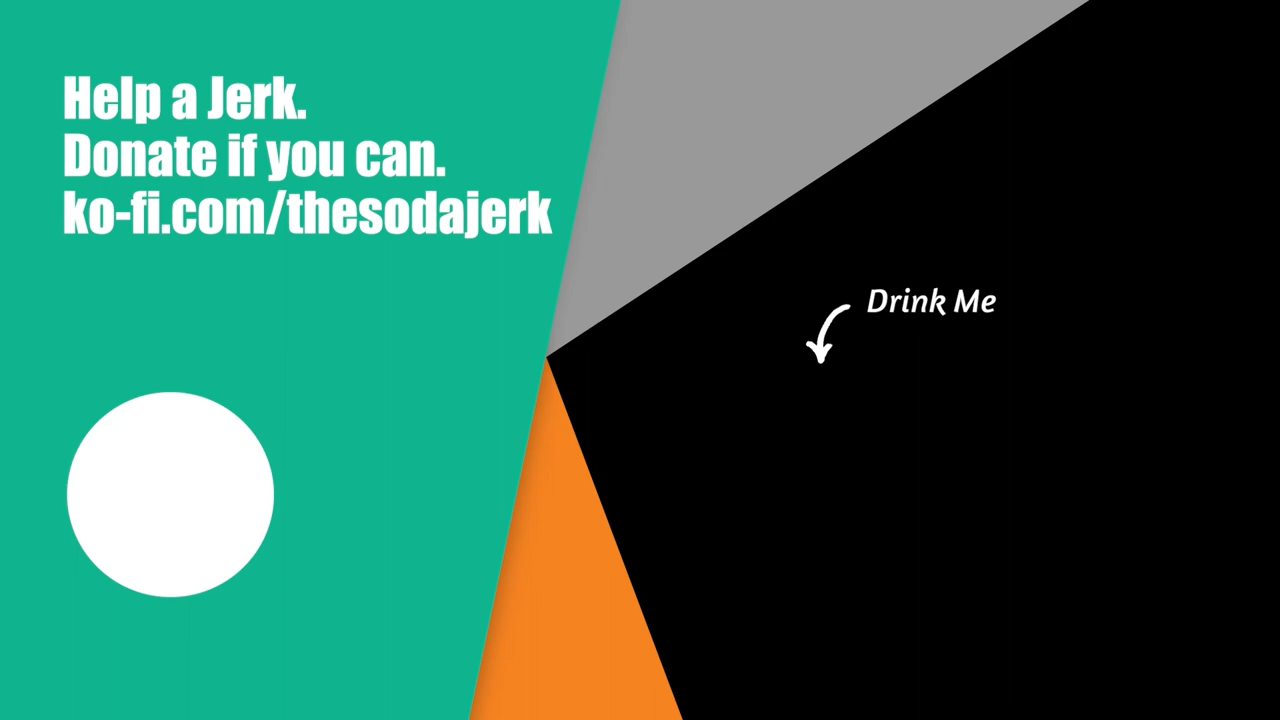 Help a Jerk.
Donate if you can.
ko-fi.com/thesodajerk
Drink Me